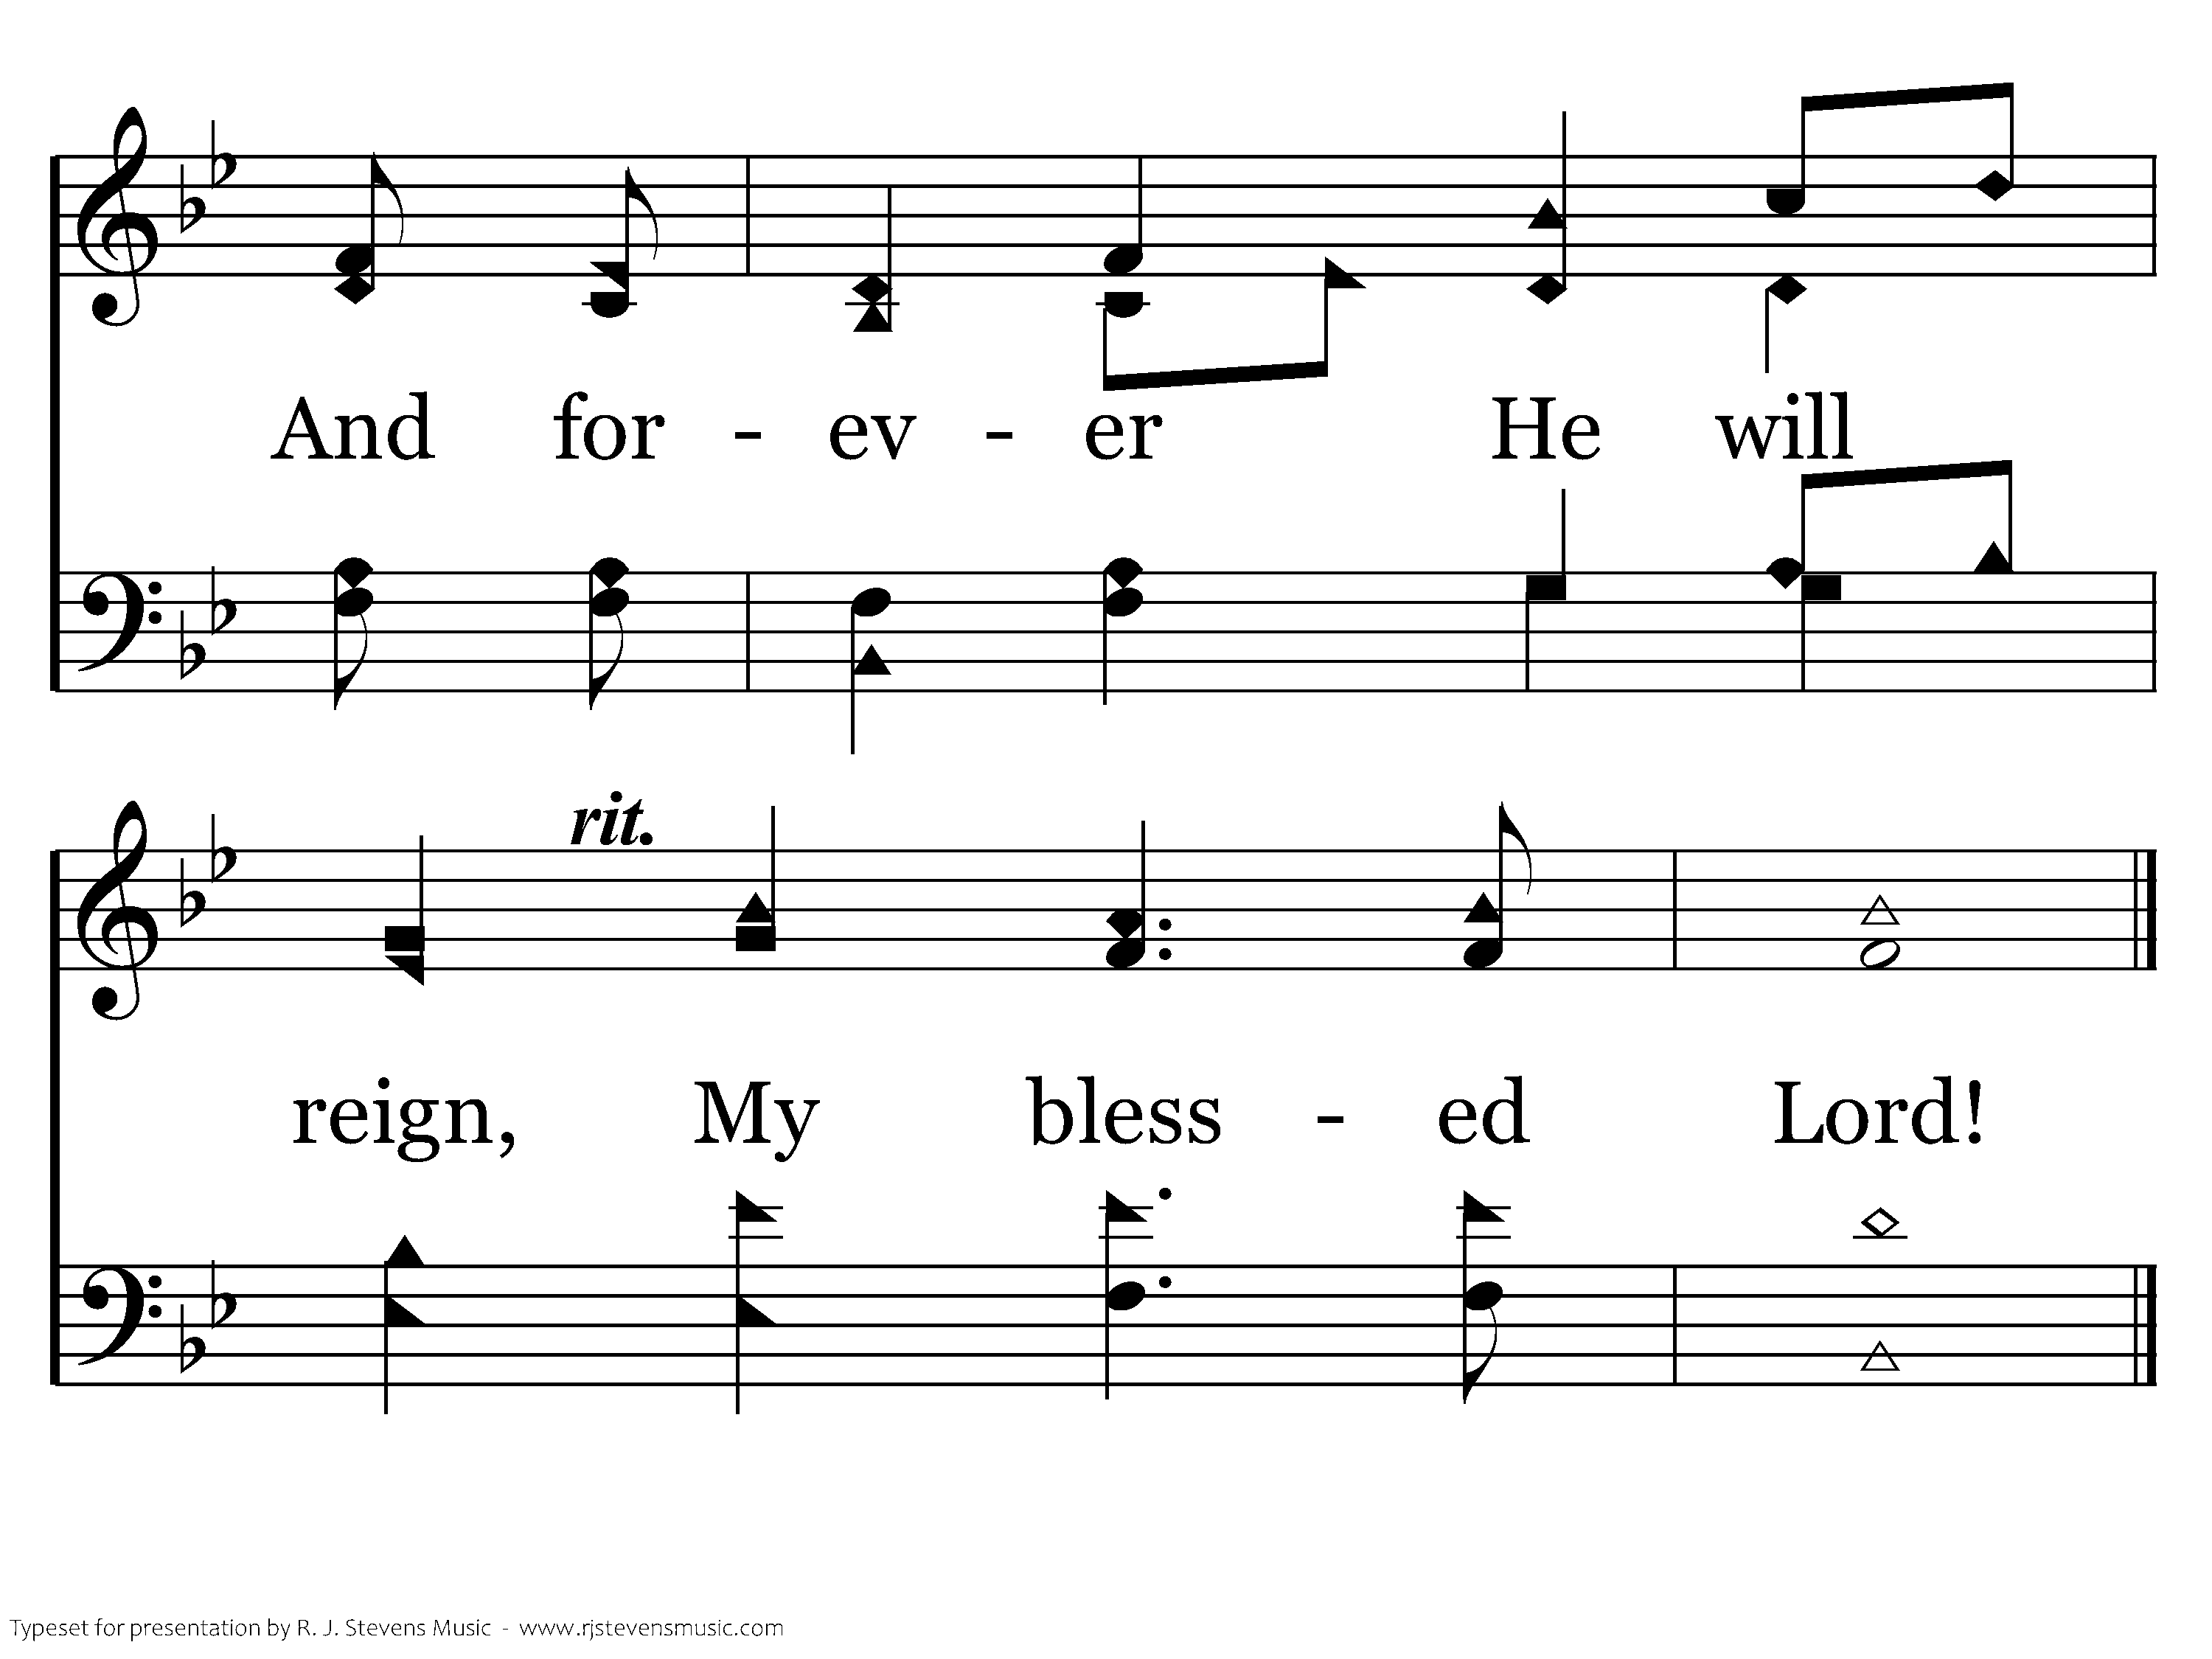 And for - ev - er He will
rit.
reign, My bless - ed Lord!
Typeset for presentation by R. J. Stevens Music - www.rjstevensmusic.com